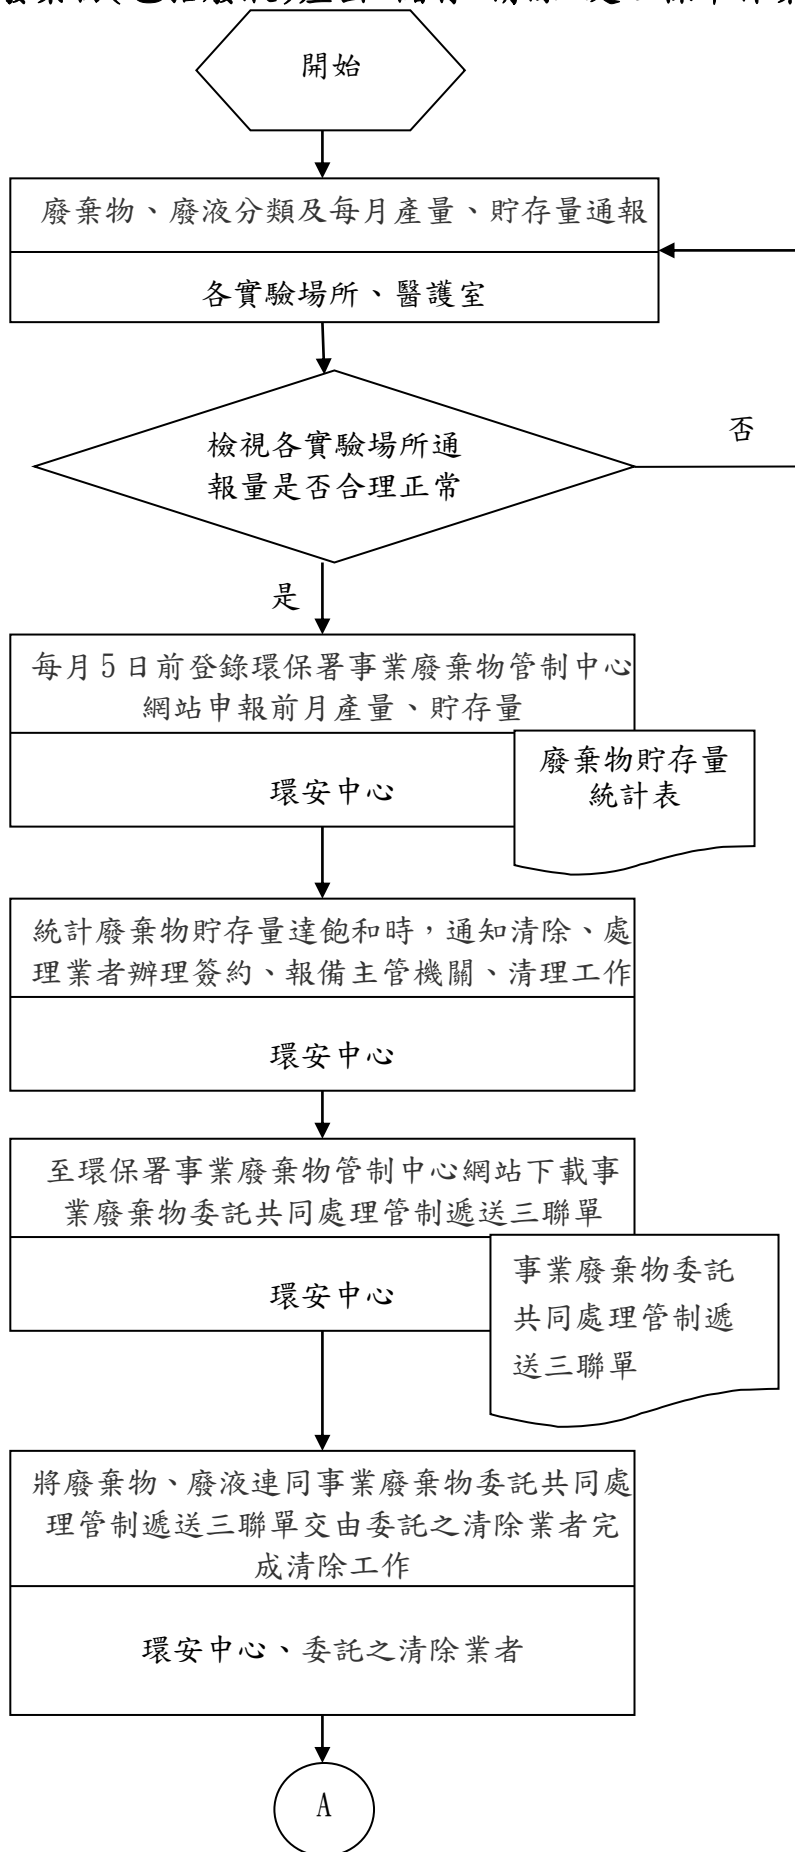 開始
廢棄物、廢液分類及每月產量、貯存量通報
各實驗場所、醫護室
檢視各實驗場所通
報量是否合理正常
否
是
每月5日前登錄環保署事業廢棄物管制中心
網站申報前月產量、貯存量
環安中心
廢棄物貯存量
統計表
統計廢棄物貯存量達飽和時，通知清除、處
理業者辦理簽約、報備主管機關、清理工作
環安中心
至環保署事業廢棄物管制中心網站下載事
業廢棄物委託共同處理管制遞送三聯單
環安中心
事業廢棄物委託
共同處理管制遞
送三聯單
將廢棄物、廢液連同事業廢棄物委託共同處
理管制遞送三聯單交由委託之清除業者完
成清除工作
環安中心、委託之清除業者
A